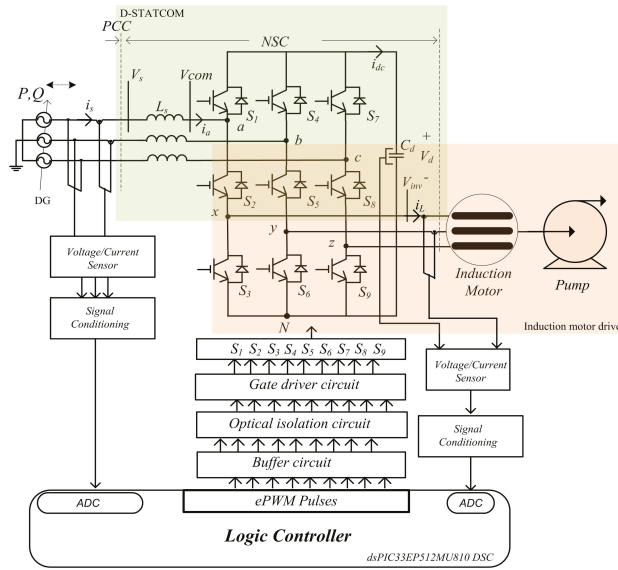 D-STATCOM
PCC
NSC
i_dc
V_s
Vcom
P,Q
i_s
L_s
i_a
a
S_1
S_4
S_7
b
c
C_d
+
V_d
-
DG
V_inv
x
S_2
S_5
S_8
i_L
y
z
S_3
S_6
S_9
N
Induction
Motor
Pump
Induction motor drive
Voltage/Current
Sensor
Signal
Conditioning
S_1 S_2 S_3 S_4 S_5 S_6 S_7 S_8 S_9
Gate driver circuit
Optical isolation circuit
Buffer circuit
Voltage/Current
Sensor
Signal
Conditioning
ADC
ePWM Pulses
ADC
Logic Controller
dsPIC33EP512MU810 DSC